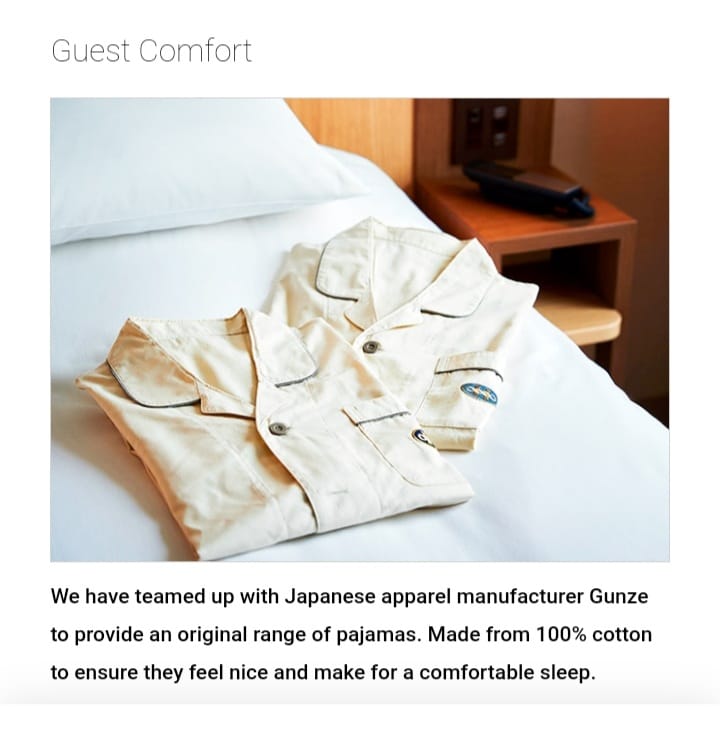 Guest Comfort
We have teamed up with Japanese apparel manufacturer Gunze
to provide an original range of pajamas. Made from 100% cotton
to ensure they feel nice and make for a comfortable sleep.